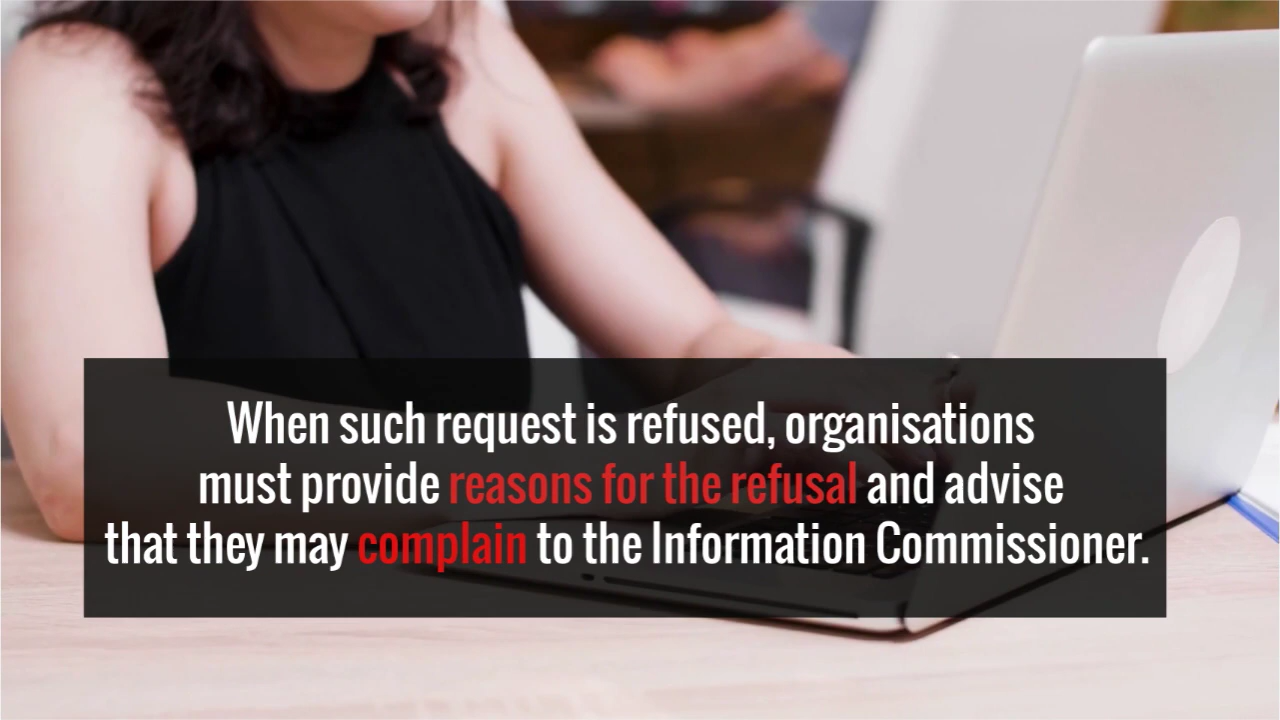 When such request is refused, organisations
must provide reasons for the refusal and advise
that they may complain to the Information Commissioner.